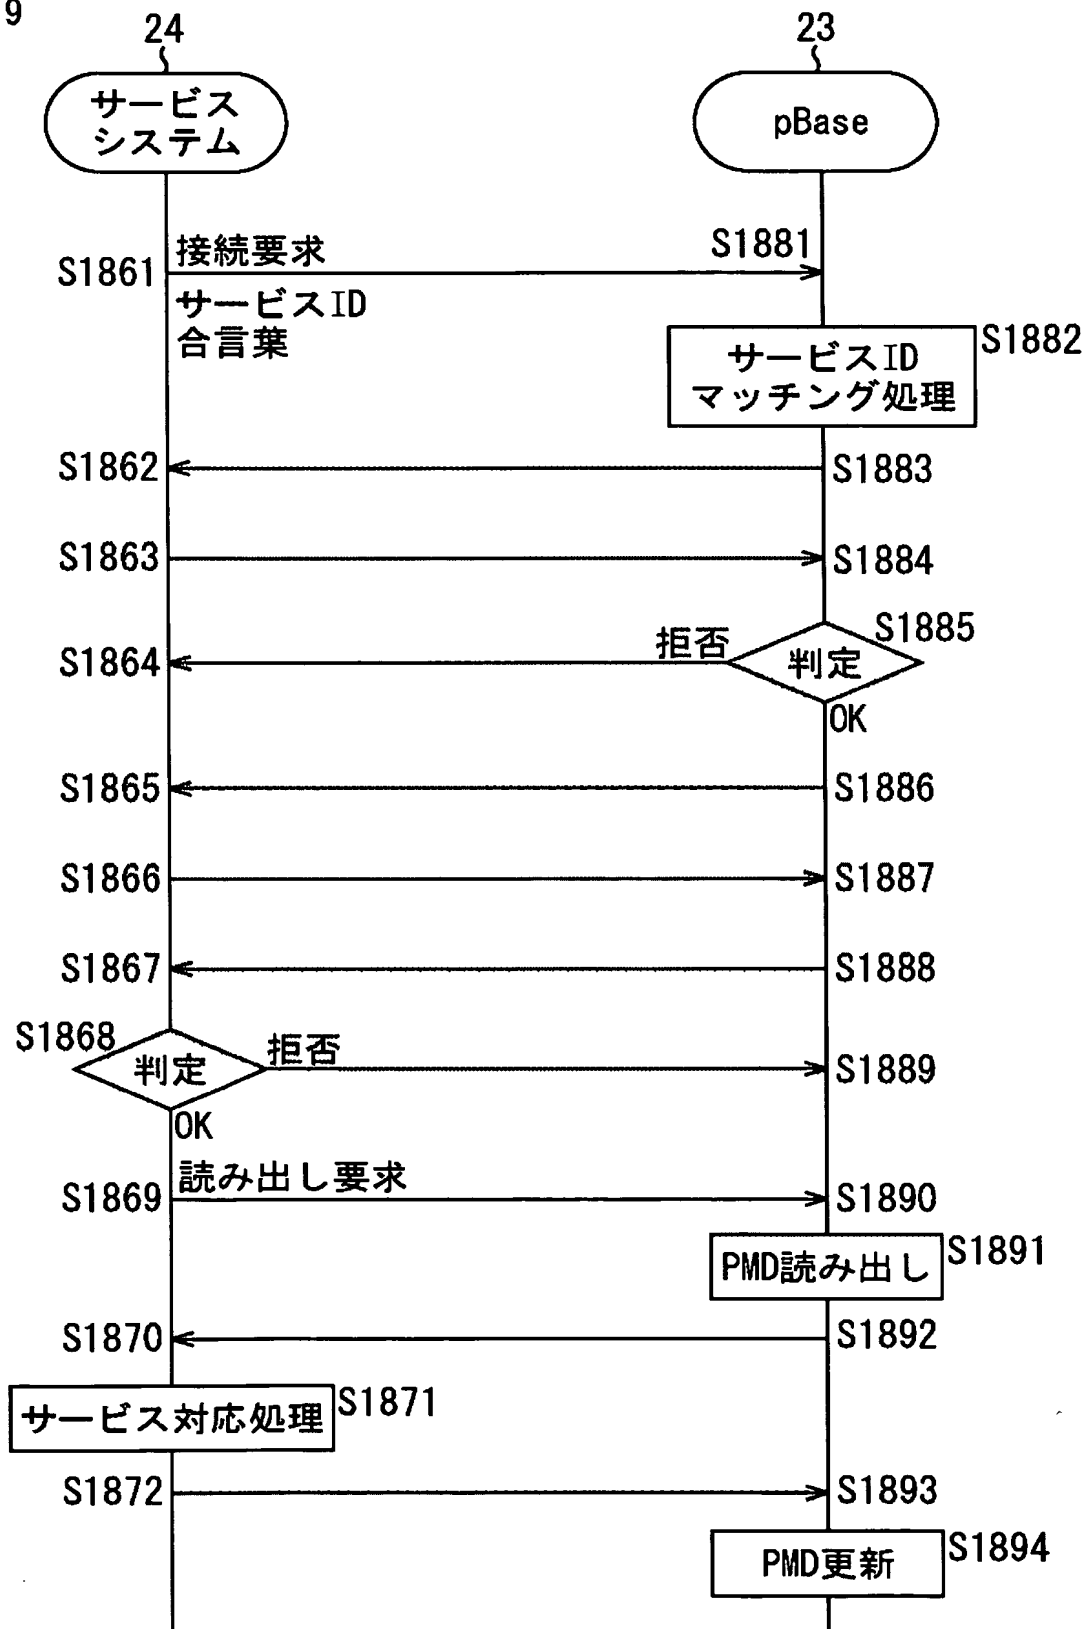 9
24
23
サービス
システム
pBase
接続要求
S1881
S1861
サービスID
合言葉
S1882
サービスID
マッチング処理
S1862
S1883
S1863
S1884
S1885
拒否
判定
S1864
OK
S1865
S1886
S1866
S1887
S1867
S1888
S1868
拒否
判定
S1889
OK
読み出し要求
S1869
S1890
S1891
PMD読み出し
S1870
S1892
S1871
サービス対応処理
S1872
S1893
S1894
PMD更新